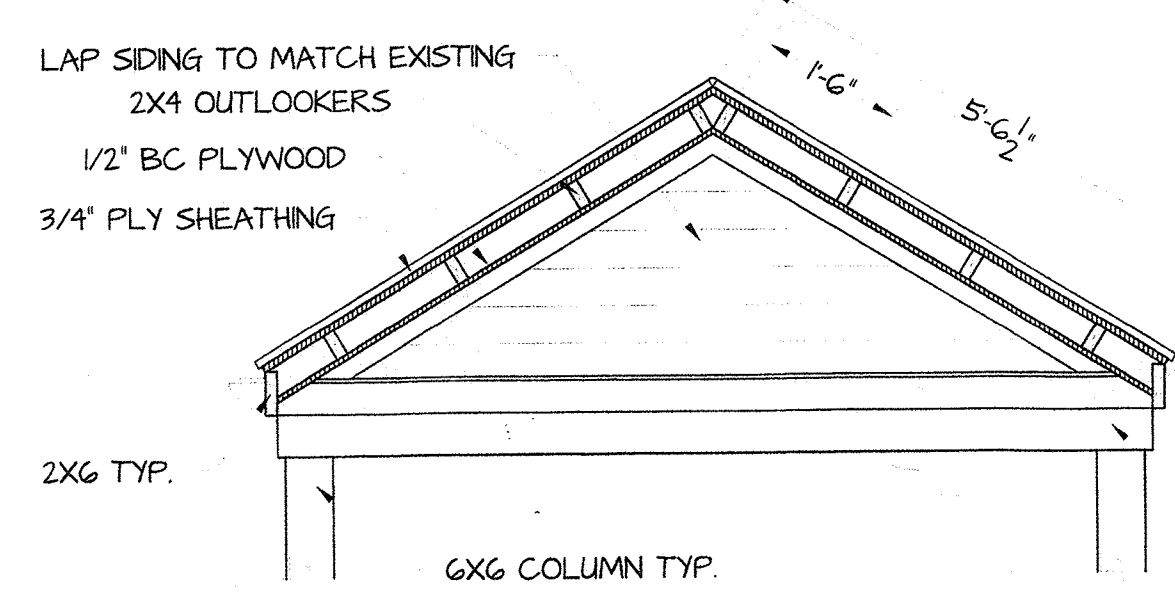 LAP SIDING TO MATCH EXISTING
2X4 OUTLOOKERS
1/2" BC PLYWOOD
3/4" PLY SHEATHING
1'-6"
5'-6 1/2"
2X6 TYP.
6X6 COLUMN TYP.